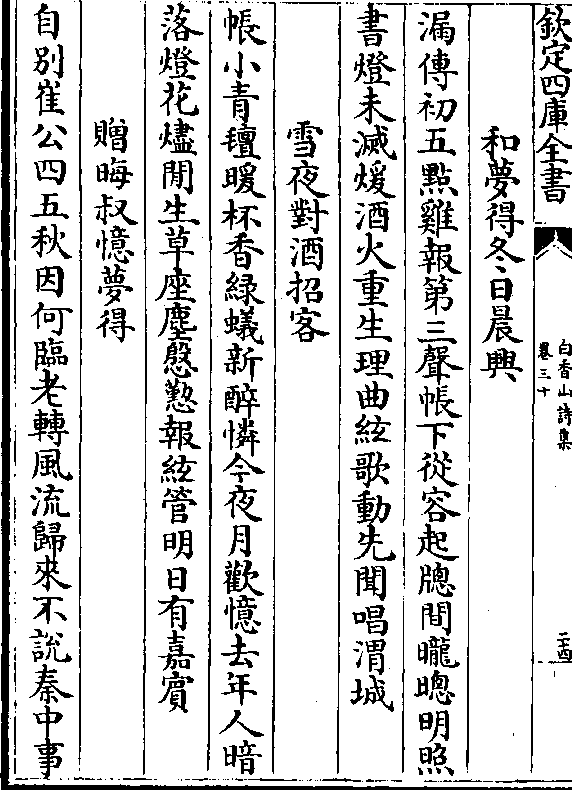 欽定四庫全書
白香山詩集
卷三十
二十四
和夢得冬日晨興
漏傳初五點雞報第三聲帳下從容起牕間曨䁓明照
書燈未滅煖酒火重生理曲絃歌動先聞唱渭城
雪夜對酒招客
帳小青氊暖杯香緑蟻新醉憐今夜月歡憶去年人暗
落燈花燼閒生草座塵慇懃報絃管明日有嘉賓
贈晦叔憶夢得
自別崔公四五秋因何臨老轉風流歸來不說秦中事